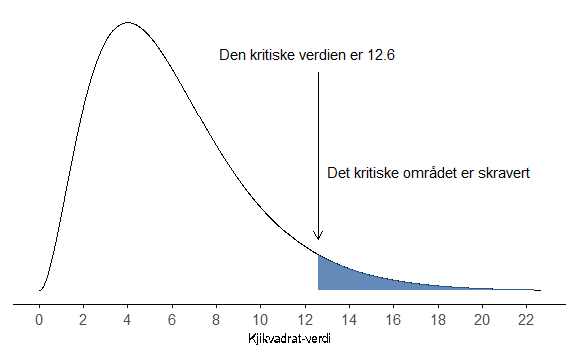 Den kritiske verdien er 12.6
Det kritiske området er skravert
0 2 4 6 8 10 12 14 16 18 20 22
Kjikvadrat-verdi